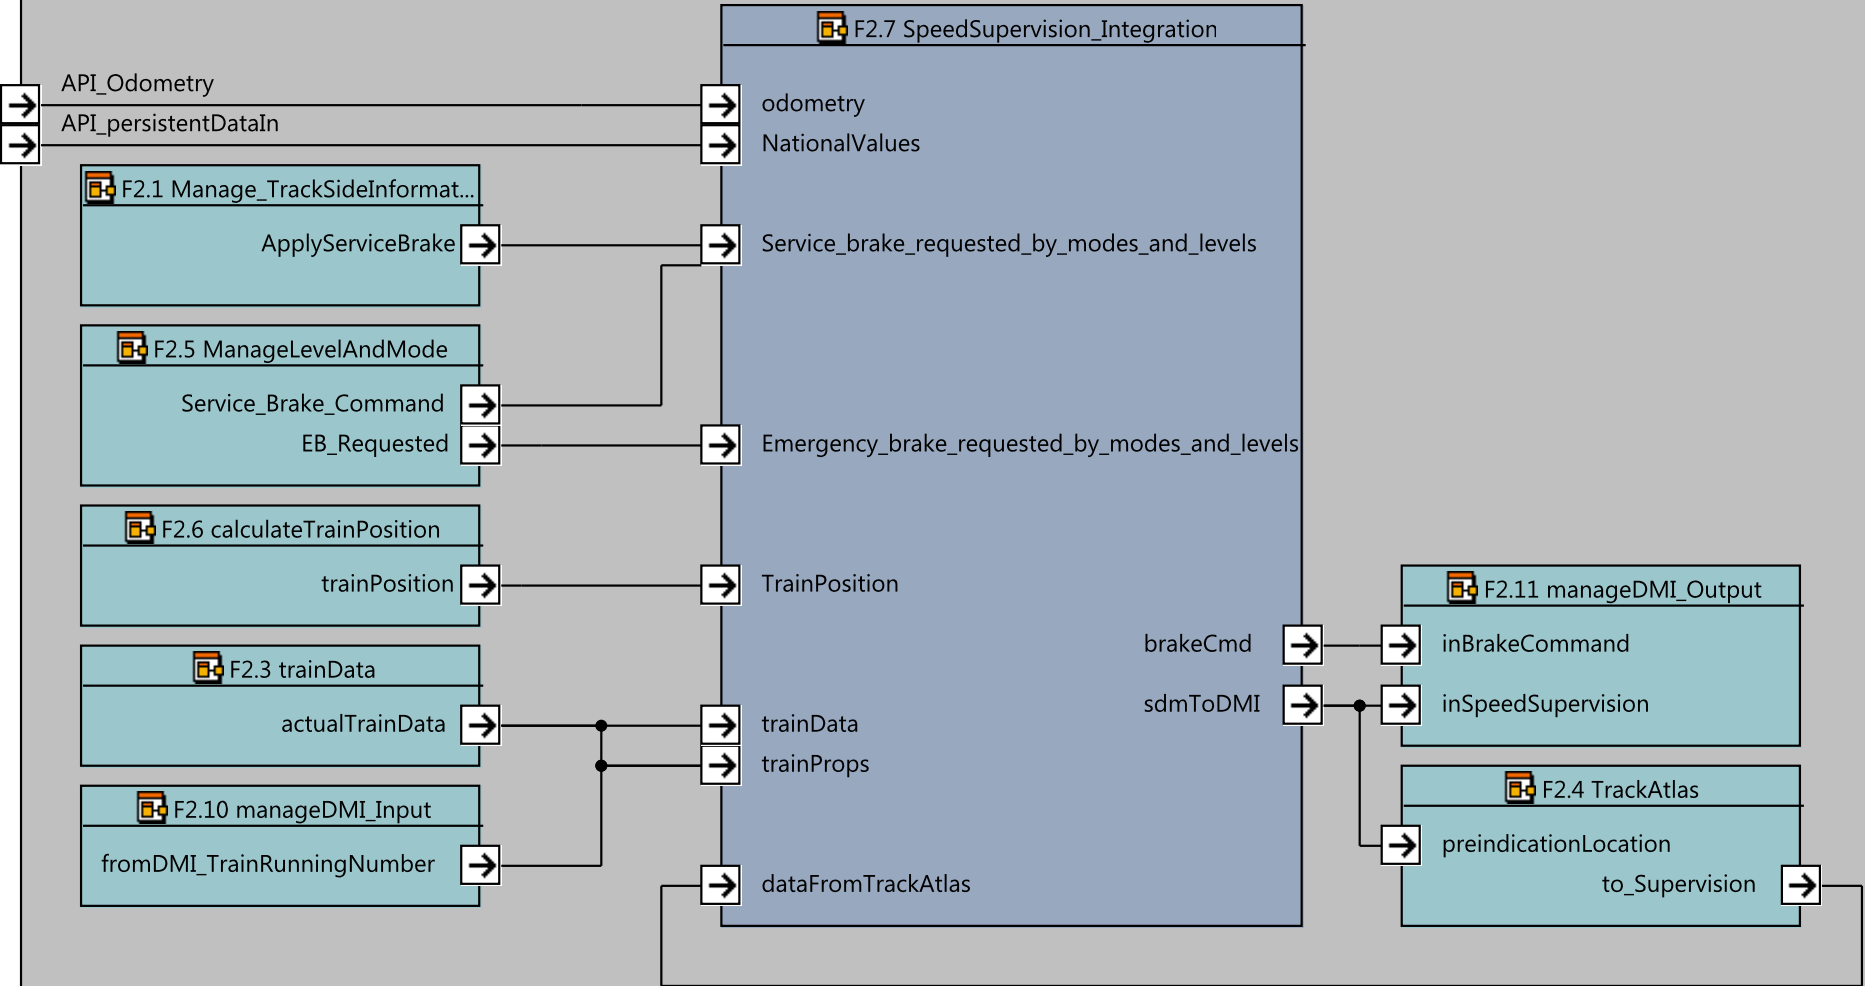 F2.7 SpeedSupervision_Integration
API_Odometry
odometry
API_persistentDataIn
NationalValues
F2.1 Manage_TrackSideInformat...
ApplyServiceBrake
Service_brake_requested_by_modes_and_levels
F2.5 ManageLevelAndMode
Service_Brake_Command
EB_Requested
Emergency_brake_requested_by_modes_and_levels
F2.6 calculateTrainPosition
trainPosition
TrainPosition
F2.11 manageDMI_Output
brakeCmd
inBrakeCommand
F2.3 trainData
sdmToDMI
inSpeedSupervision
actualTrainData
trainData
trainProps
F2.4 TrackAtlas
F2.10 manageDMI_Input
preindicationLocation
fromDMI_TrainRunningNumber
dataFromTrackAtlas
to_Supervision